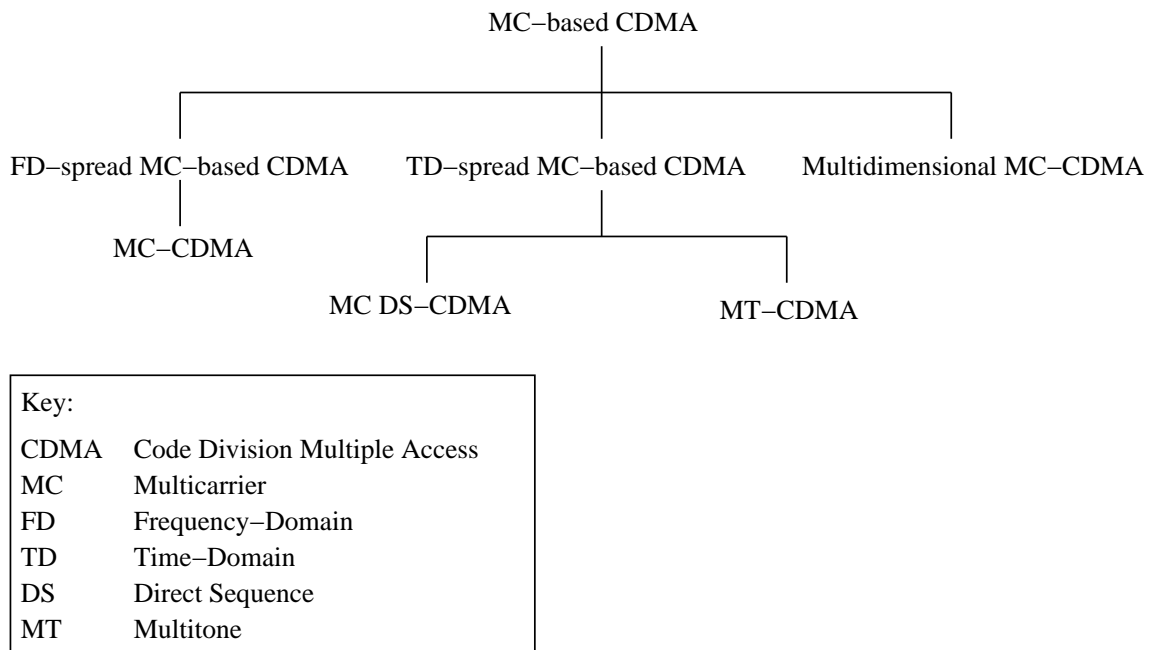 MC−based CDMA
FD−spread MC−based CDMA
TD−spread MC−based CDMA
Multidimensional MC−CDMA
MC−CDMA
MC DS−CDMA
MT−CDMA
Key:
CDMA Code Division Multiple Access
MC Multicarrier
FD Frequency−Domain
TD Time−Domain
DS Direct Sequence
MT Multitone